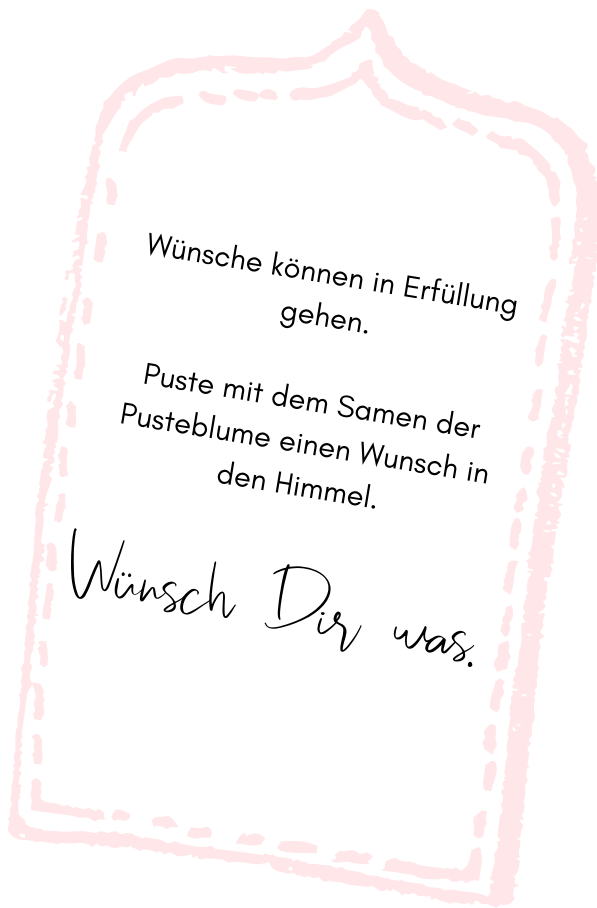 Wünsche können in Erfüllung
gehen.
Puste mit dem Samen der
Pusteblume einen Wunsch in
den Himmel.
Wünsch Dir was.